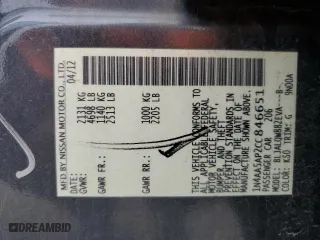 MFD BY NISSAN MOTOR CO., LTD.
04/12
GVWR: 2131 KG
4698 LB
GAWR FR: 1140 KG
2513 LB
GAWR RR: 1000 KG
2205 LB
THIS VEHICLE CONFORMS TO
ALL APPLICABLE FEDERAL
MOTOR VEHICLE SAFETY,
BUMPER, AND THEFT
PREVENTION STANDARDS IN
EFFECT ON THE DATE OF
MANUFACTURE SHOWN ABOVE.
1N4AA5AP2CC846651
PASSENGER CAR
COLOR: K50 TRIM: G